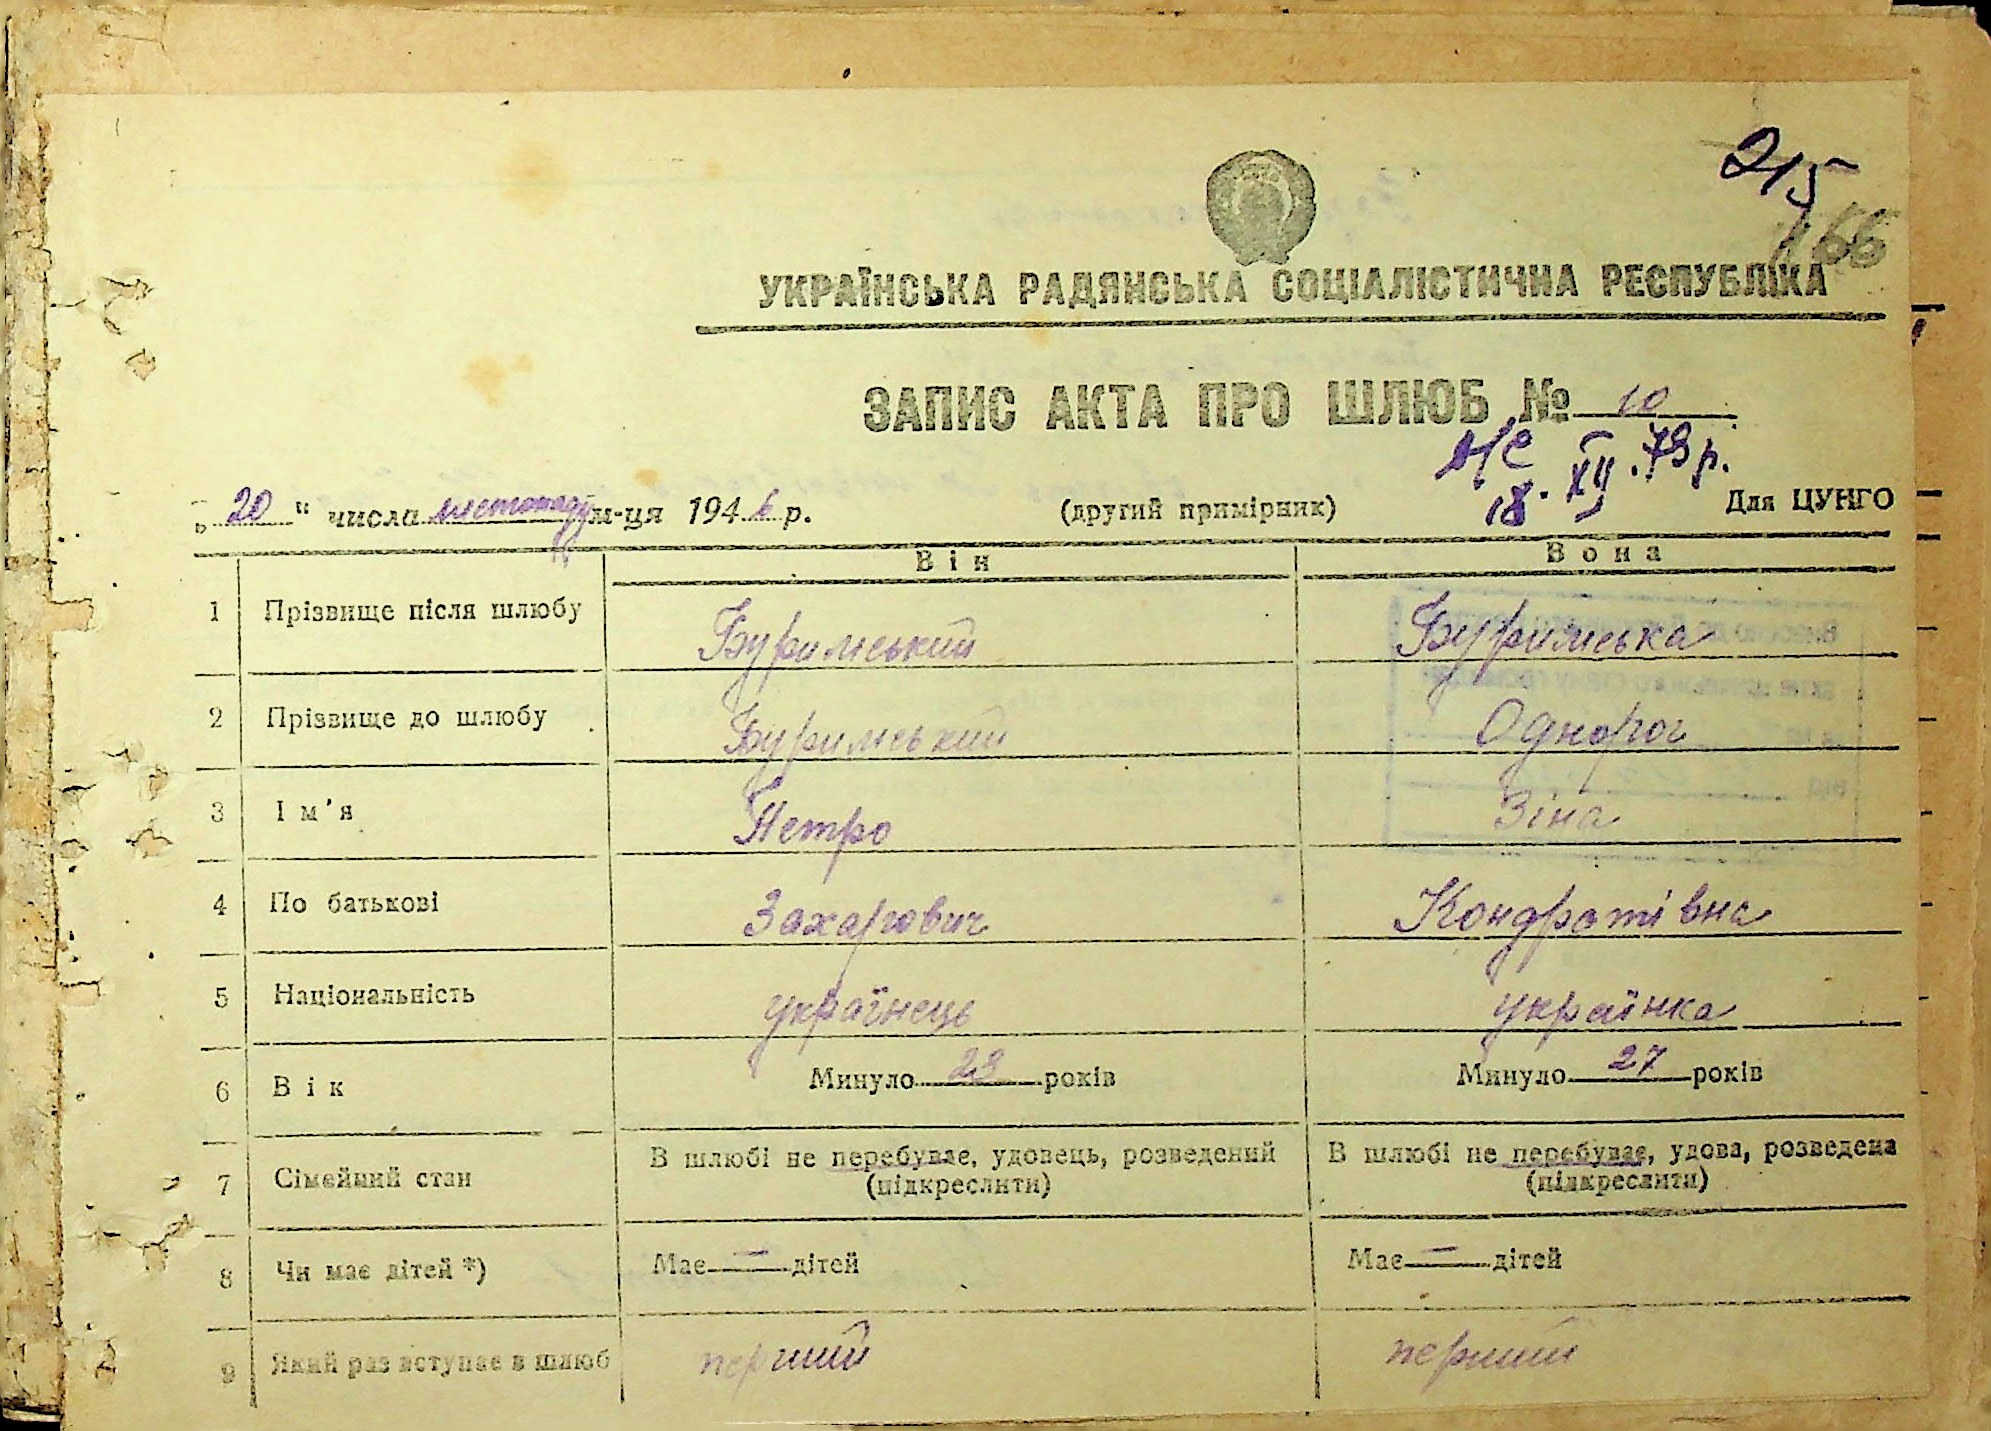 215
166
УКРАЇНСЬКА РАДЯНСЬКА СОЦІАЛІСТИЧНА РЕСПУБЛІКА
ЗАПИС АКТА ПРО ШЛЮБ № 10
18. XII. 73 р.
„20" числа листопаду м-ця 1946 р. (другий примірник) Для ЦУНГО
Він Вона
1 Прізвище після шлюбу Буримський Буримська
2 Прізвище до шлюбу Буримський Однорог
3 Ім'я Петро Зіна
4 По батькові Захарович Кондратівна
5 Національність українець українка
6 Вік Минуло 23 років Минуло 27 років
7 Сімейний стан В шлюбі не перебуває, удовець, розведений (підкреслити) В шлюбі не перебуває, удова, розведена (підкреслити)
8 Чи має дітей *) Має — дітей Має — дітей
9 Який раз вступає в шлюб перший перший